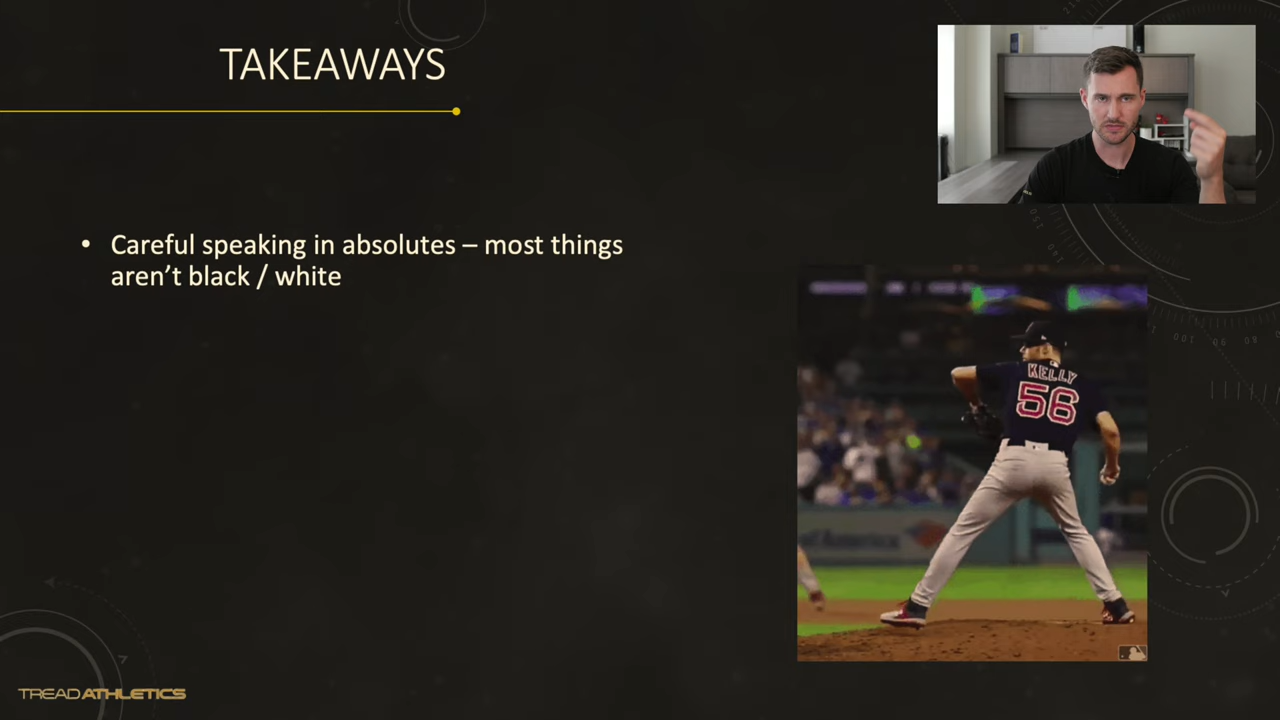 TAKEAWAYS
• Careful speaking in absolutes – most things
aren’t black / white
KELLY
56
TREADATHLETICS